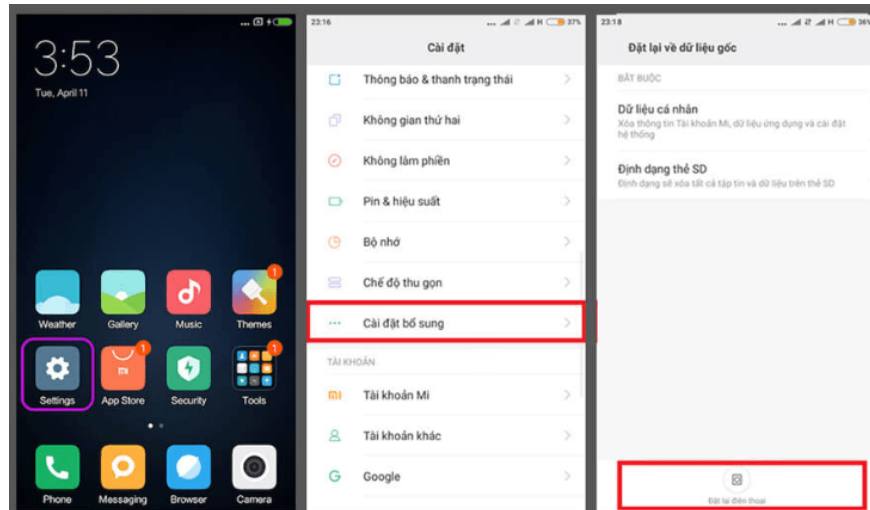 3:53
Tue, April 11
1
Weather
Gallery
Music
Themes
1
1
Settings
App Store
Security
Tools
Phone
Messaging
Browser
Camera
23:16
H
37%
Cài đặt
Thông báo & thanh trạng thái
Không gian thứ hai
Không làm phiền
Pin & hiệu suất
Bộ nhớ
Chế độ thu gọn
Cài đặt bổ sung
TÀI KHOẢN
Tài khoản Mi
Tài khoản khác
G Google
23:18
H
36%
Đặt lại về dữ liệu gốc
BẮT BUỘC
Dữ liệu cá nhân
Xóa thông tin Tài khoản Mi, dữ liệu ứng dụng và cài đặt
hệ thống
Định dạng thẻ SD
Định dạng sẽ xóa tất cả tập tin và dữ liệu trên thẻ SD
Đặt lại điện thoại